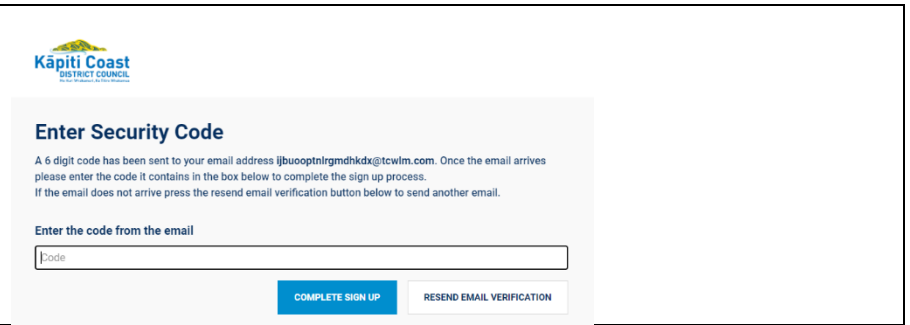 Kāpiti Coast
DISTRICT COUNCIL
Enter Security Code
A 6 digit code has been sent to your email address ijbuooptnlrgmdhkdx@tcwlm.com. Once the email arrives
please enter the code it contains in the box below to complete the sign up process.
If the email does not arrive press the resend email verification button below to send another email.
Enter the code from the email
Code
COMPLETE SIGN UP
RESEND EMAIL VERIFICATION